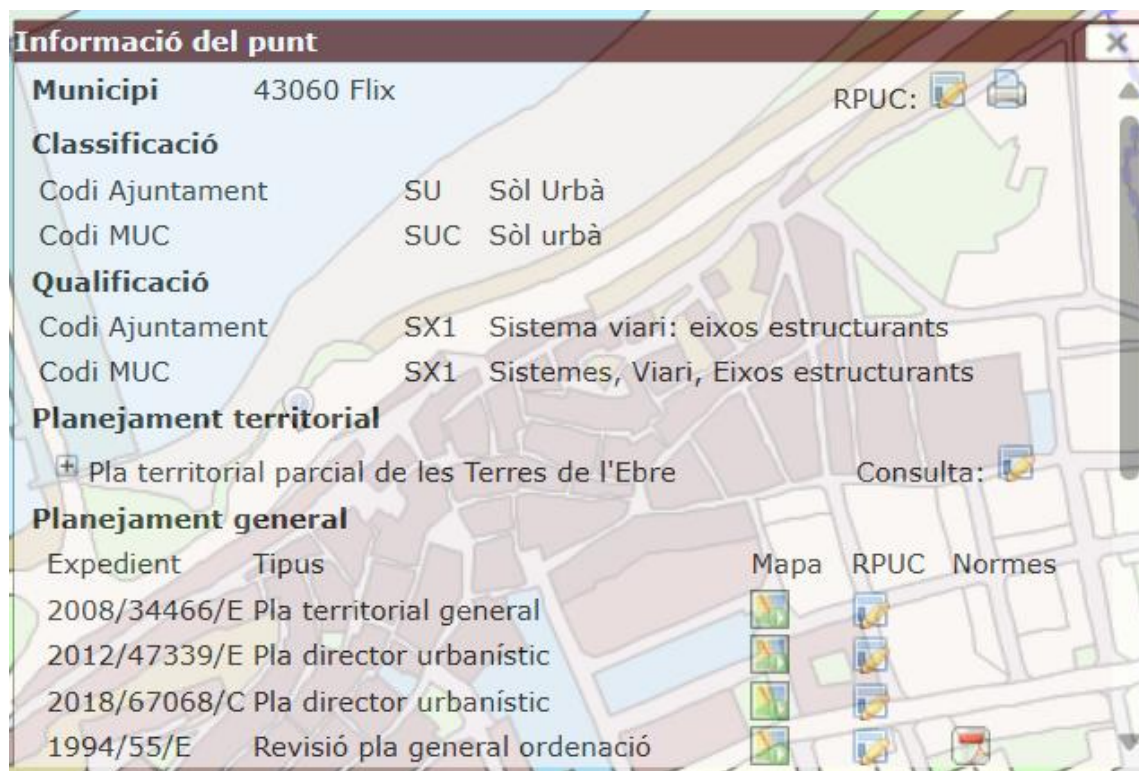 Informació del punt
Municipi 43060 Flix RPUC:
Classificació
Codi Ajuntament SU Sòl Urbà
Codi MUC SUC Sòl urbà
Qualificació
Codi Ajuntament SX1 Sistema viari: eixos estructurants
Codi MUC SX1 Sistemes, Viari, Eixos estructurants
Planejament territorial
Pla territorial parcial de les Terres de l'Ebre Consulta:
Planejament general
Expedient Tipus Mapa RPUC Normes
2008/34466/E Pla territorial general
2012/47339/E Pla director urbanístic
2018/67068/C Pla director urbanístic
1994/55/E Revisió pla general ordenació